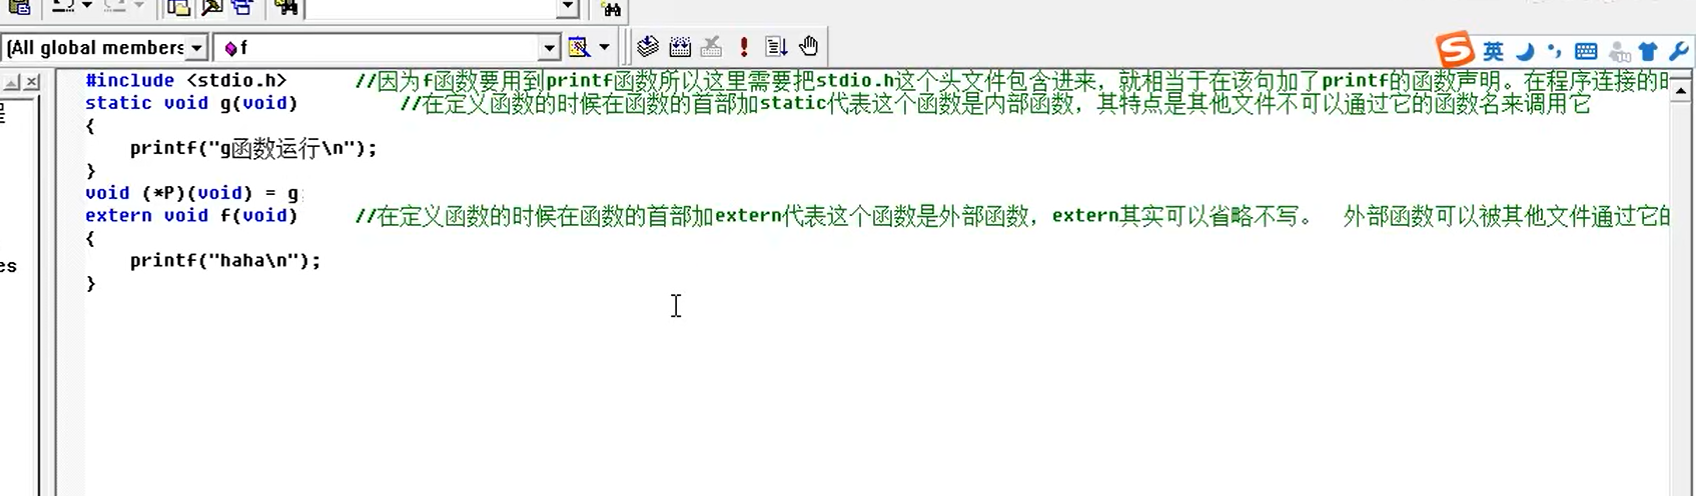 (All global members
f
英
#include <stdio.h> //因为f函数要用到printf函数所以这里需要把stdio.h这个头文件包含进来，就相当于在该句加了printf的函数声明。在程序连接的时
static void g(void) //在定义函数的时候在函数的首部加static代表这个函数是内部函数，其特点是其他文件不可以通过它的函数名来调用它
{
printf("g函数运行\n");
}
void (*P)(void) = g
extern void f(void) //在定义函数的时候在函数的首部加extern代表这个函数是外部函数，extern其实可以省略不写。 外部函数可以被其他文件通过它的
{
es
printf("haha\n");
}